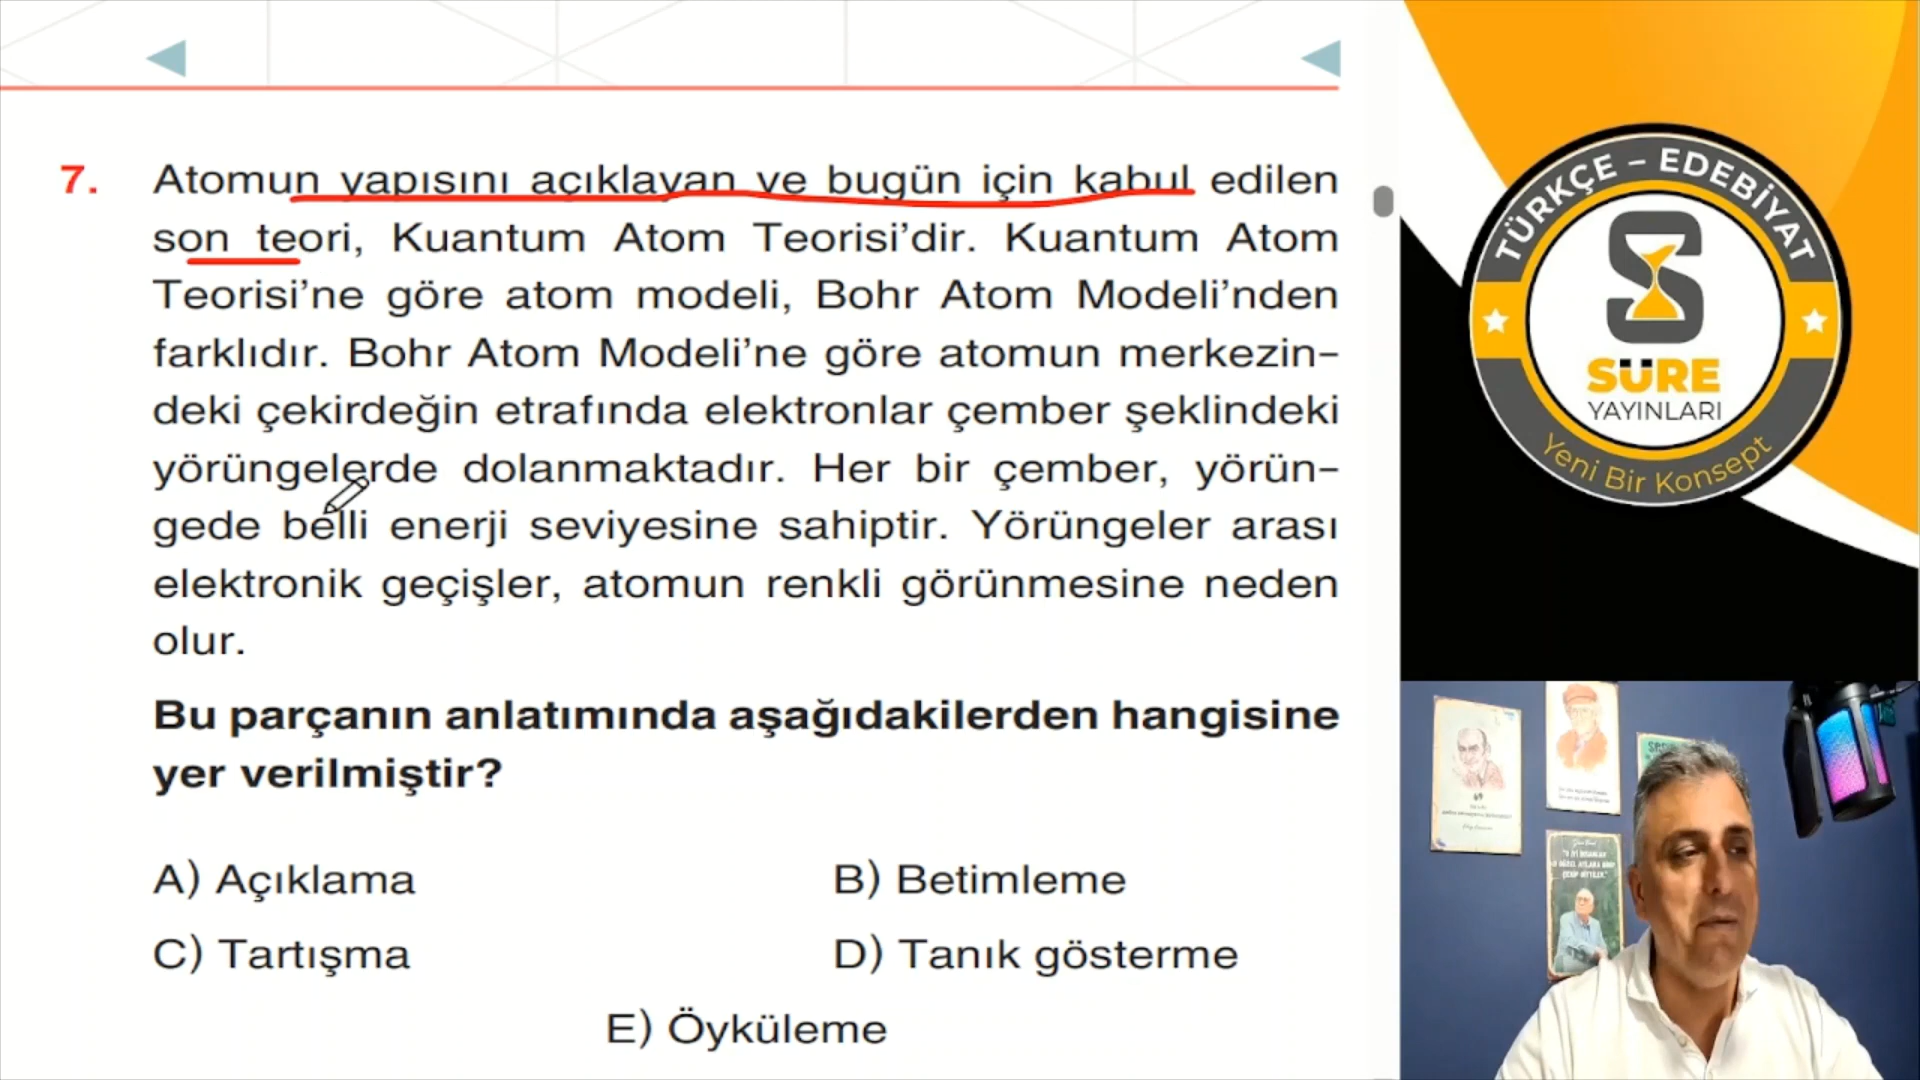 7. Atomun yapısını açıklayan ve bugün için kabul edilen
son teori, Kuantum Atom Teorisi’dir. Kuantum Atom
Teorisi’ne göre atom modeli, Bohr Atom Modeli’nden
farklıdır. Bohr Atom Modeli’ne göre atomun merkezin-
deki çekirdeğin etrafında elektronlar çember şeklindeki
yörüngelerde dolanmaktadır. Her bir çember, yörün-
gede belli enerji seviyesine sahiptir. Yörüngeler arası
elektronik geçişler, atomun renkli görünmesine neden
olur.
Bu parçanın anlatımında aşağıdakilerden hangisine
yer verilmiştir?
A) Açıklama
B) Betimleme
C) Tartışma
D) Tanık gösterme
E) Öyküleme
TÜRKÇE – EDEBİYAT
S
SÜRE
YAYINLARI
Yeni Bir Konsept